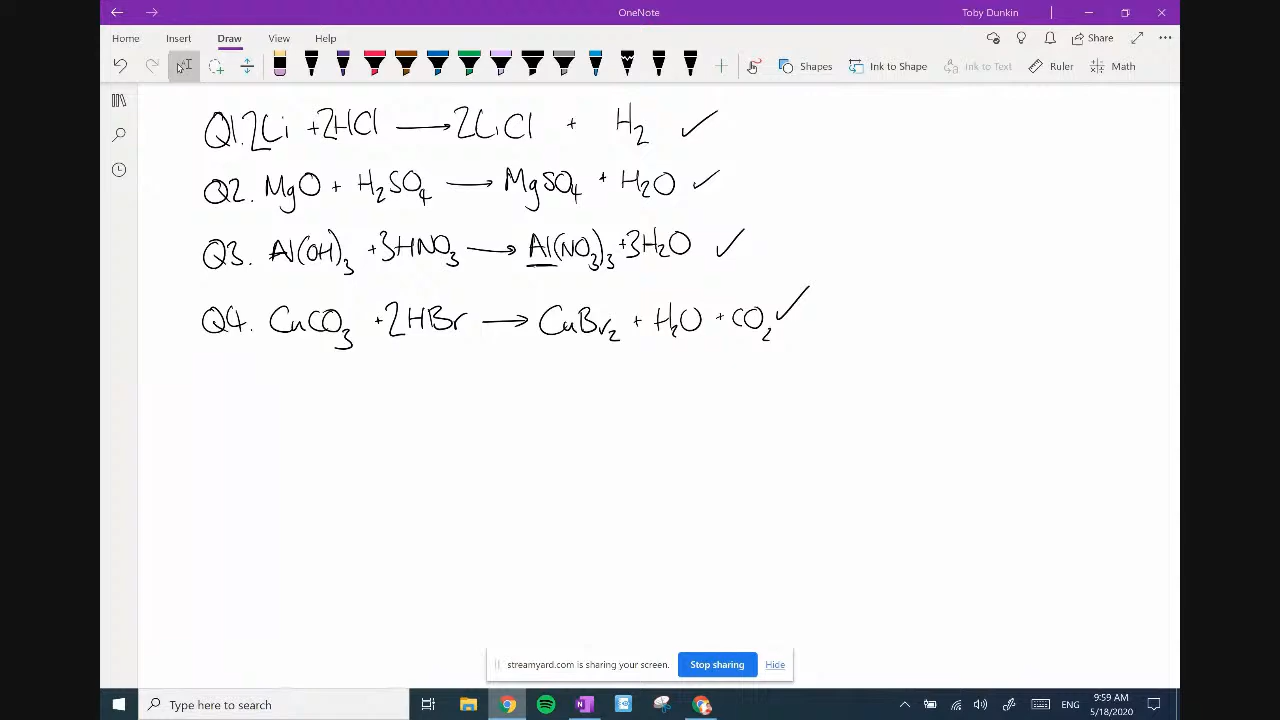 OneNote
Toby Dunkin
Home Insert Draw View Help
Share
Shapes Ink to Shape Ink to Text Ruler Math
Q1. 2Li + 2HCl → 2LiCl + H₂ ✓
Q2. MgO + H₂SO₄ → MgSO₄ + H₂O ✓
Q3. Al(OH)₃ + 3HNO₃ → Al(NO₃)₃ + 3H₂O ✓
Q4. CuCO₃ + 2HBr → CuBr₂ + H₂O + CO₂ ✓
streamyard.com is sharing your screen. Stop sharing Hide
Type here to search
ENG
9:59 AM
5/18/2020